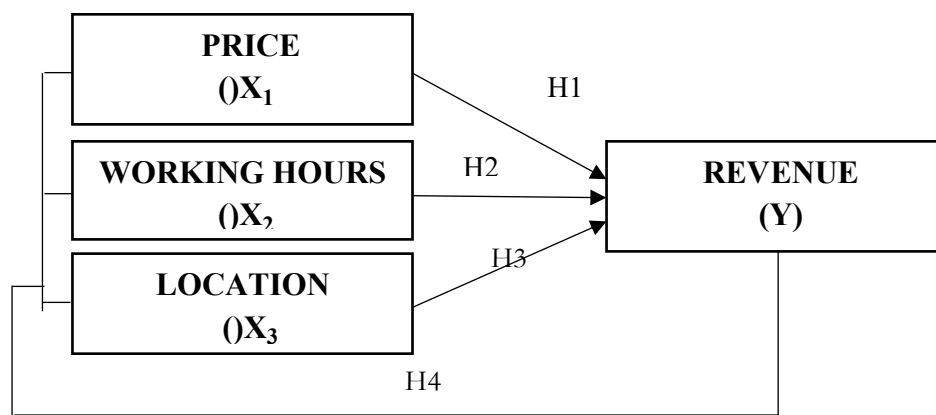 PRICE
()X₁
H1
WORKING HOURS
()X₂
H2
REVENUE
(Y)
LOCATION
()X₃
H3
H4